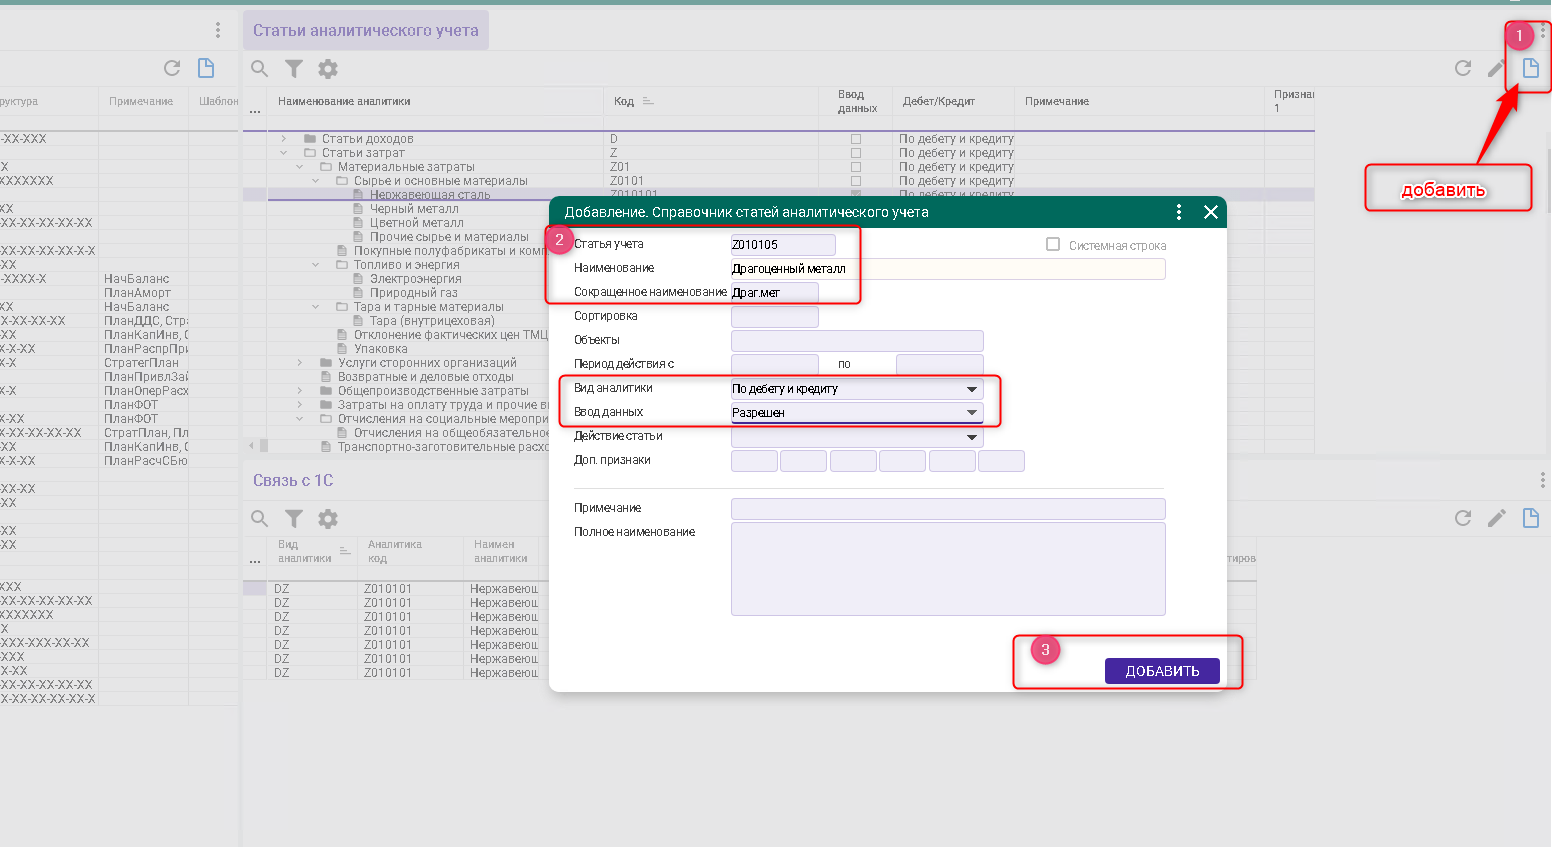 Статьи аналитического учета
1
руктура
Примечание
Шаблон
...
Наименование аналитики
Код
Ввод данных
Дебет/Кредит
Примечание
Признак
1
-XX-XXX
Статьи доходов
D
По дебету и кредиту
Статьи затрат
Z
По дебету и кредиту
X
Материальные затраты
Z01
По дебету и кредиту
XXXXXXX
Сырье и основные материалы
Z0101
По дебету и кредиту
Нержавеющая сталь
Z010101
По дебету и кредиту
добавить
XX
Черный металл
-XX-XX-XX-XX-XX
Цветной металл
Прочие сырье и материалы
-XX-XX-XX-XX-X-X
Покупные полуфабрикаты и комп
-XX
Топливо и энергия
-XXXX-X
НачБаланс
Электроэнергия
ПланАморт
Природный газ
XX
НачБаланс
Тара и тарные материалы
X-XX-XX-XX
ПланДДС, Стра
Тара (внутрицеховая)
-XX
ПланКапИнв, С
Отклонение фактических цен ТМЦ
X-X-XX
ПланРаспрПри
Упаковка
X-X
СтратегПлан
Услуги сторонних организаций
ПланПривлЗай
Возвратные и деловые отходы
X-X
ПланОперРасх
Общепроизводственные затраты
ПланФОТ
Затраты на оплату труда и прочие в
ПланФОТ
Отчисления на социальные меропри
X-XX-XX-XX-XX
СтратПлан, Пл
Отчисления на общеобязательное
-XX
ПланКапИнв, С
Транспортно-заготовительные расхо
X-X-XX
ПланРасчСБюд
-XX-XX
-XX
-XX
-XX
XXX
-XX-XX-XX-XX-XX
XXXXXXX
X
-XXX-XXX-XX-XX
-XXX
X-XX
-XX-XX-XX-XX-XX
-XX-XX-XX-XX-X
Добавление. Справочник статей аналитического учета
2
Статья учета
Z010105
Системная строка
Наименование
Драгоценный металл
Сокращенное наименование
Драг.мет
Сортировка
Объекты
Период действия с
по
Вид аналитики
По дебету и кредиту
Ввод данных
Разрешен
Действие статьи
Доп. признаки
Примечание
Полное наименование
3
ДОБАВИТЬ
Связь с 1С
...
Вид аналитики
Аналитика код
Наимен аналитики
тиров
DZ
Z010101
Нержавеющ
DZ
Z010101
Нержавеющ
DZ
Z010101
Нержавеющ
DZ
Z010101
Нержавеющ
DZ
Z010101
Нержавеющ
DZ
Z010101
Нержавеющ
DZ
Z010101
Нержавеющ